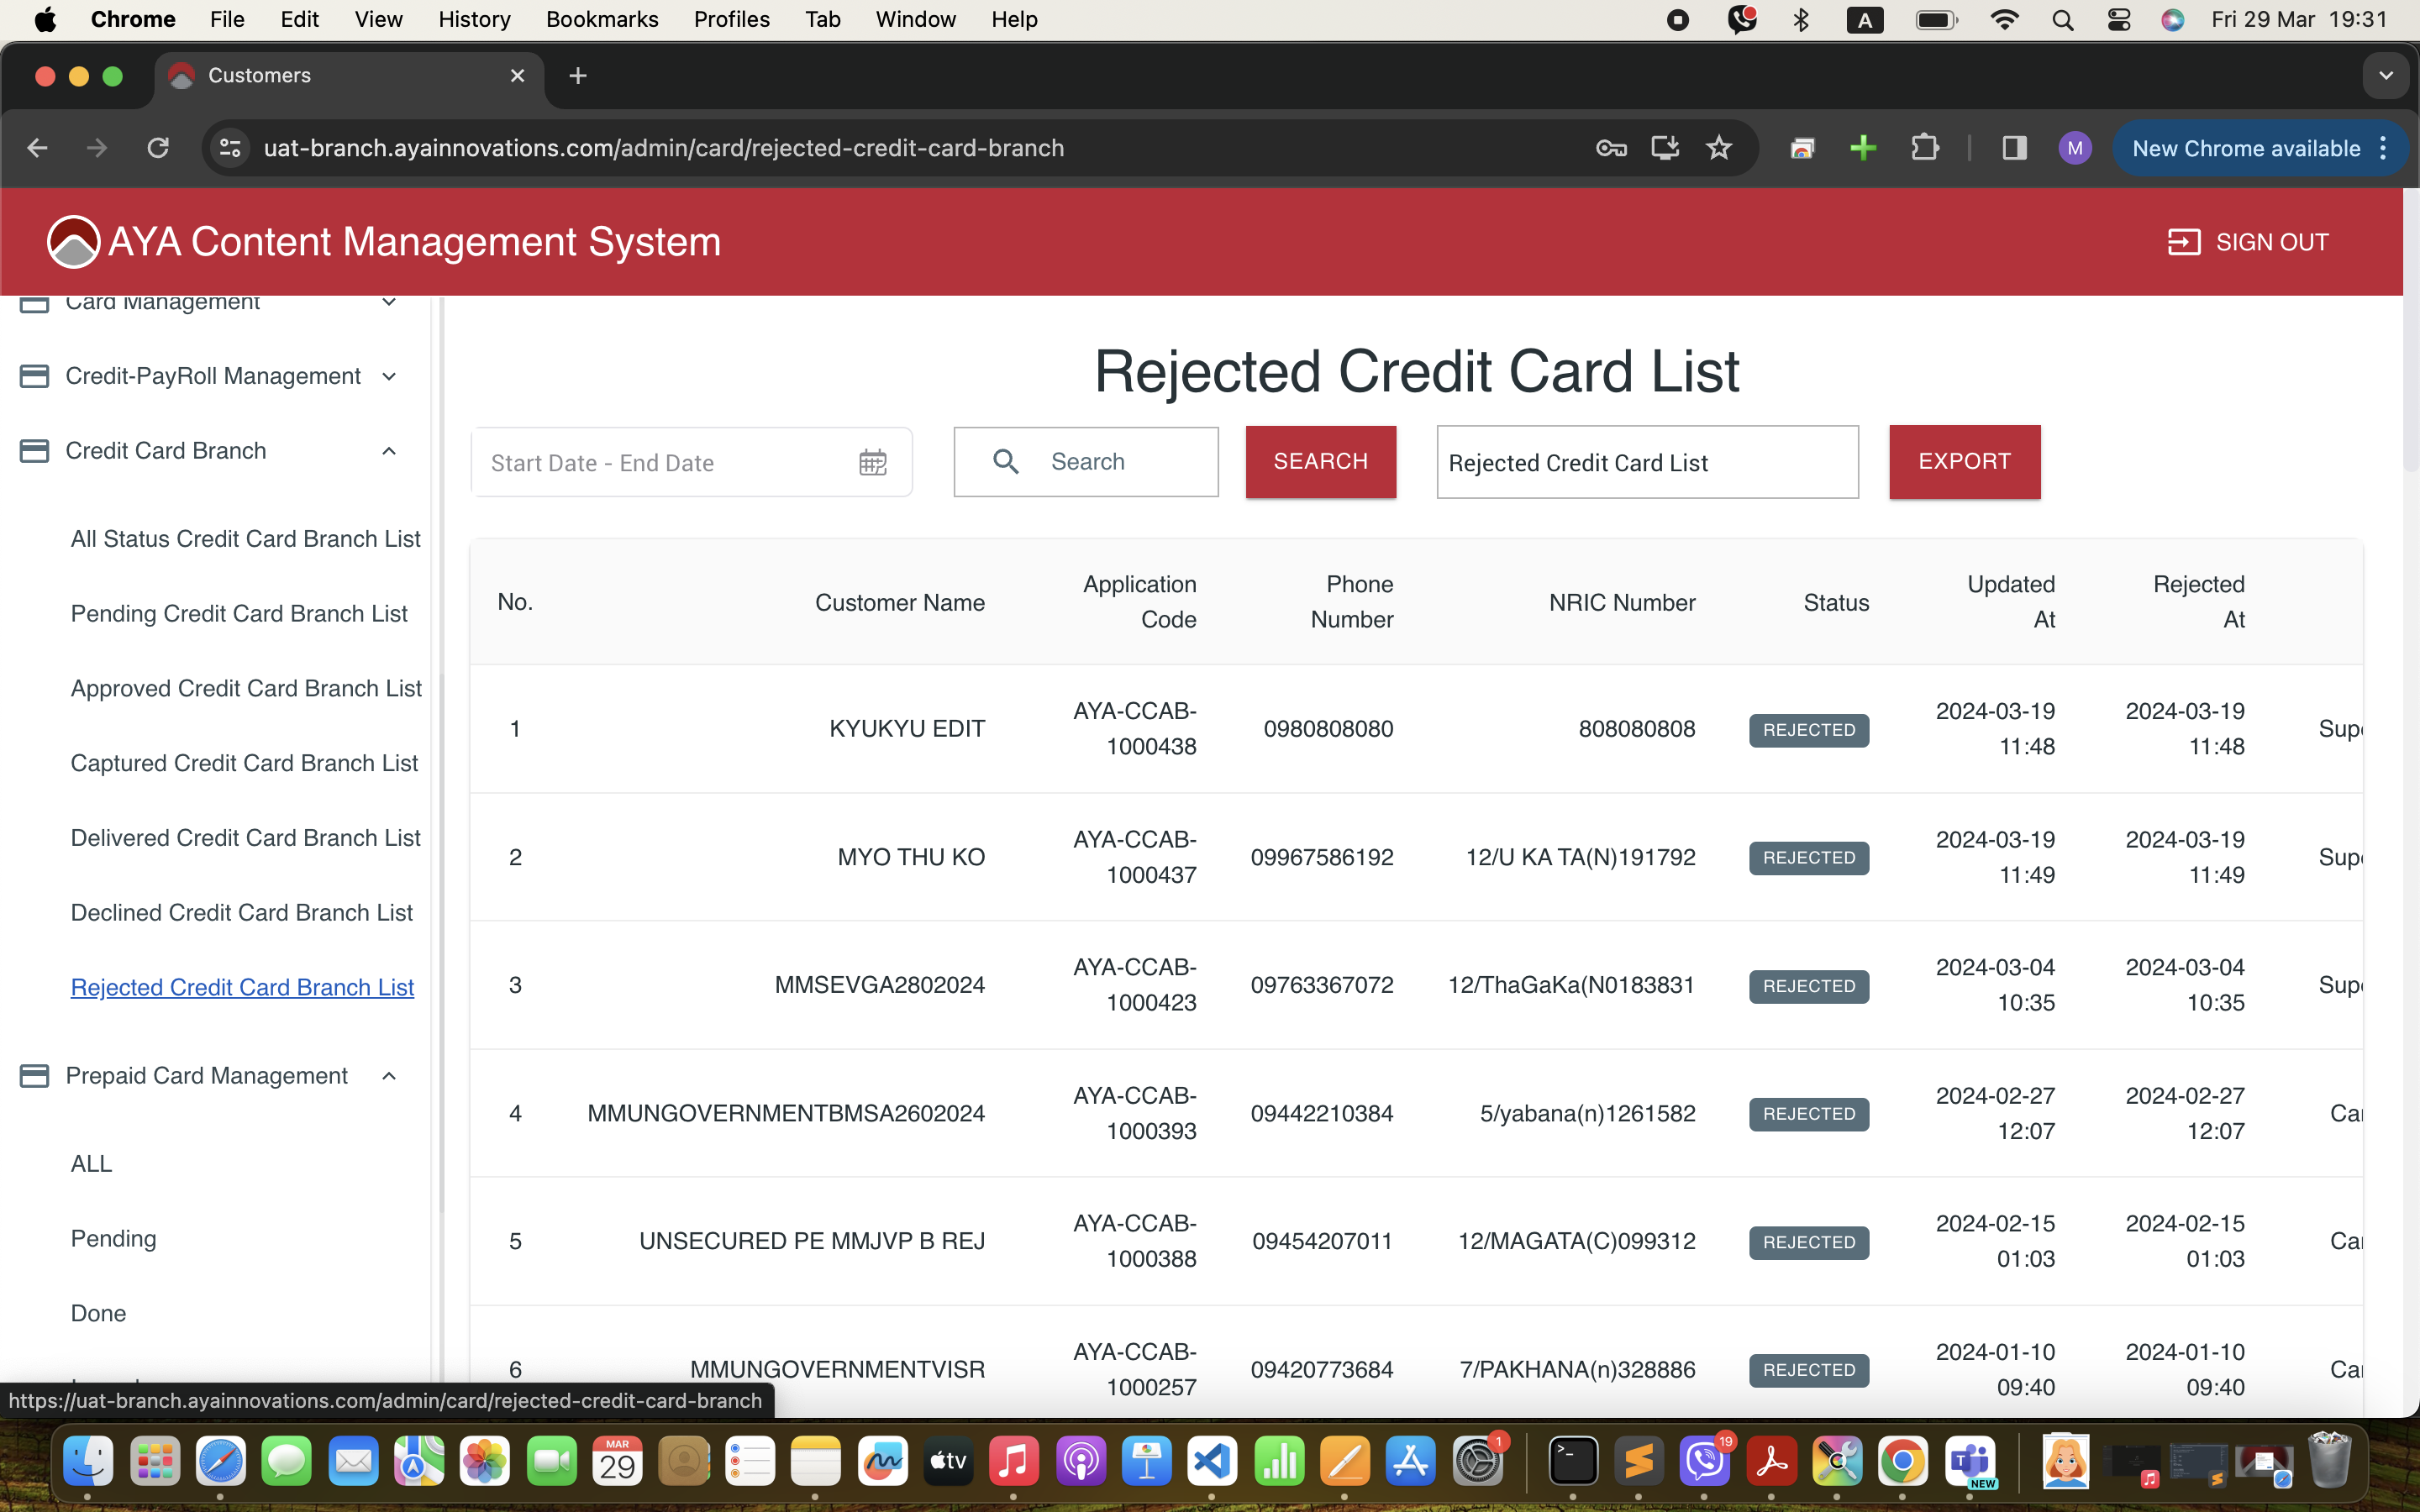 Chrome File Edit View History Bookmarks Profiles Tab Window Help A Fri 29 Mar 19:31
Customers
uat-branch.ayainnovations.com/admin/card/rejected-credit-card-branch M New Chrome available
AYA Content Management System SIGN OUT
Card Management
Credit-PayRoll Management
Credit Card Branch
All Status Credit Card Branch List
Pending Credit Card Branch List
Approved Credit Card Branch List
Captured Credit Card Branch List
Delivered Credit Card Branch List
Declined Credit Card Branch List
Rejected Credit Card Branch List
Prepaid Card Management
ALL
Pending
Done
Rejected Credit Card List
Start Date - End Date Search SEARCH Rejected Credit Card List EXPORT
No. Customer Name Application Code Phone Number NRIC Number Status Updated At Rejected At
1 KYUKYU EDIT AYA-CCAB-1000438 0980808080 808080808 REJECTED 2024-03-19 11:48 2024-03-19 11:48 Sup
2 MYO THU KO AYA-CCAB-1000437 09967586192 12/U KA TA(N)191792 REJECTED 2024-03-19 11:49 2024-03-19 11:49 Sup
3 MMSEVGA2802024 AYA-CCAB-1000423 09763367072 12/ThaGaKa(N0183831 REJECTED 2024-03-04 10:35 2024-03-04 10:35 Sup
4 MMUNGOVERNMENTBMSA2602024 AYA-CCAB-1000393 09442210384 5/yabana(n)1261582 REJECTED 2024-02-27 12:07 2024-02-27 12:07 Ca
5 UNSECURED PE MMJVP B REJ AYA-CCAB-1000388 09454207011 12/MAGATA(C)099312 REJECTED 2024-02-15 01:03 2024-02-15 01:03 Ca
6 MMUNGOVERNMENTVISR AYA-CCAB-1000257 09420773684 7/PAKHANA(n)328886 REJECTED 2024-01-10 09:40 2024-01-10 09:40 Ca
https://uat-branch.ayainnovations.com/admin/card/rejected-credit-card-branch
MAR 29 tv 1 19 T NEW